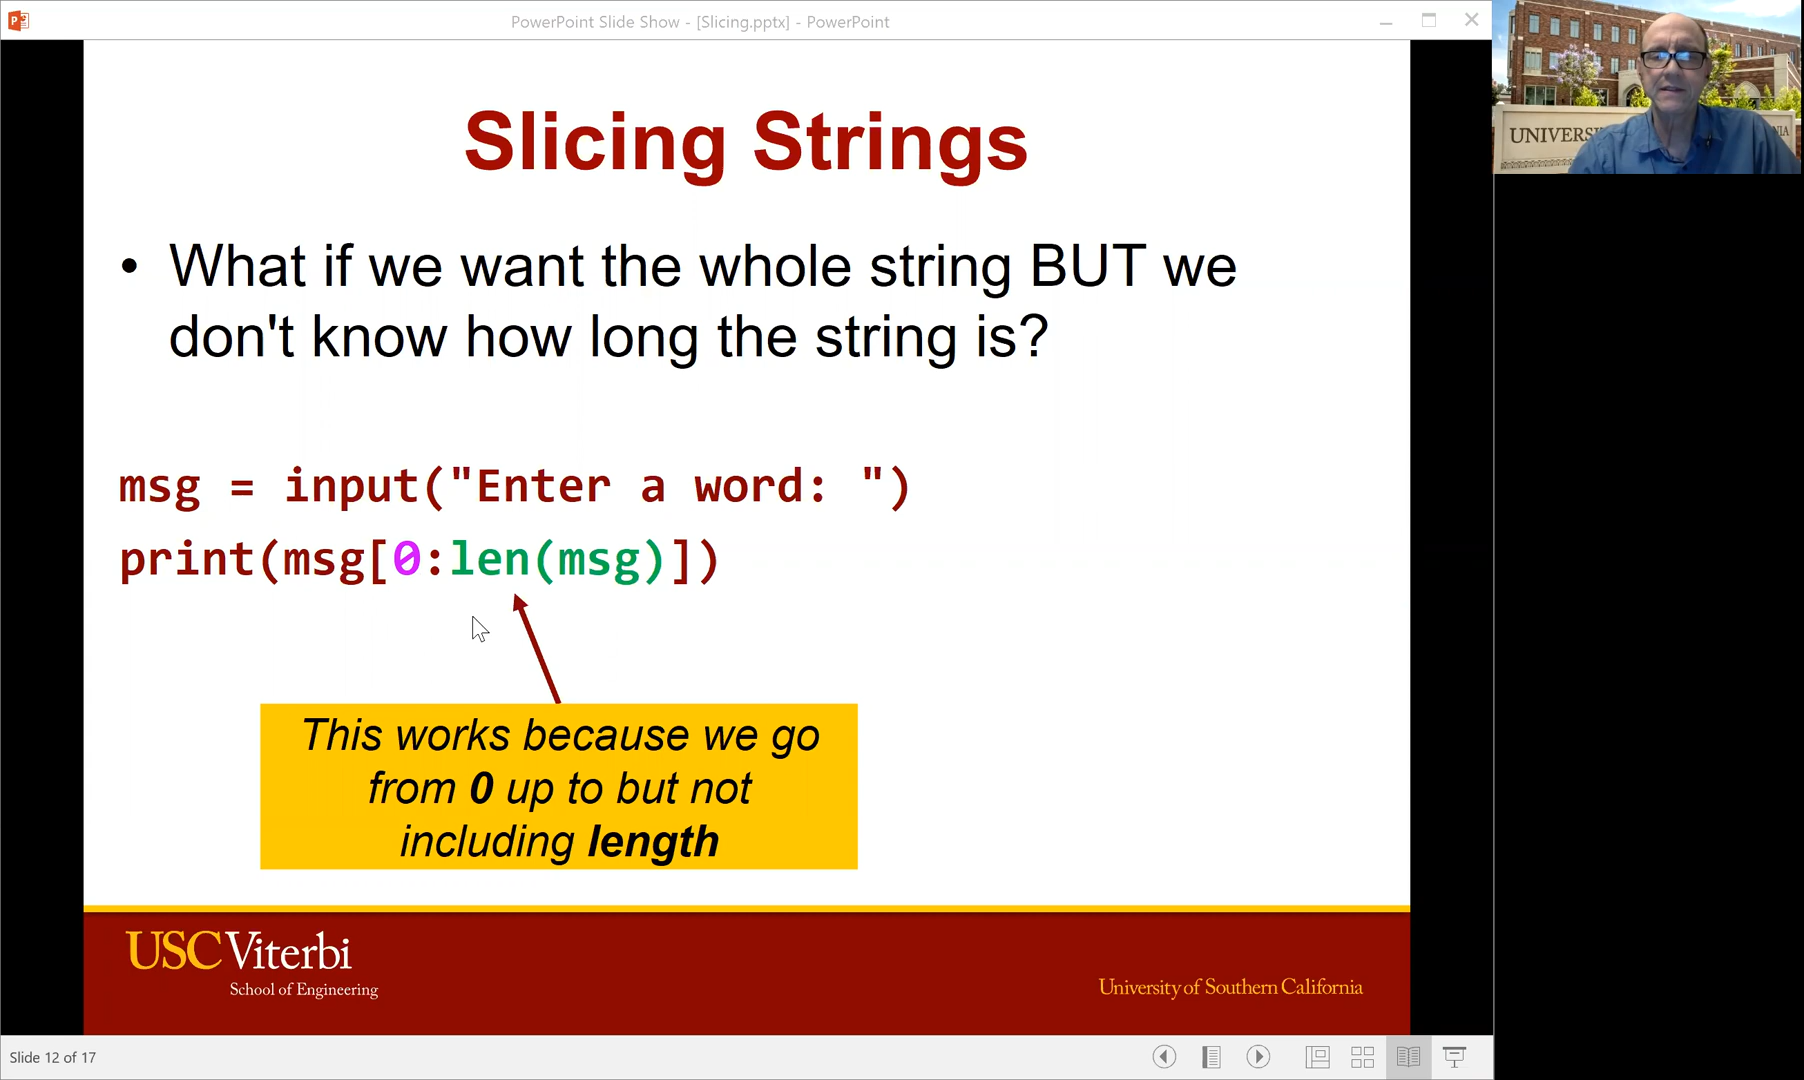 PowerPoint Slide Show - [Slicing.pptx] - PowerPoint
Slicing Strings
• What if we want the whole string BUT we
don't know how long the string is?
msg = input("Enter a word: ")
print(msg[0:len(msg)])
This works because we go
from 0 up to but not
including length
USC Viterbi
School of Engineering
University of Southern California
Slide 12 of 17